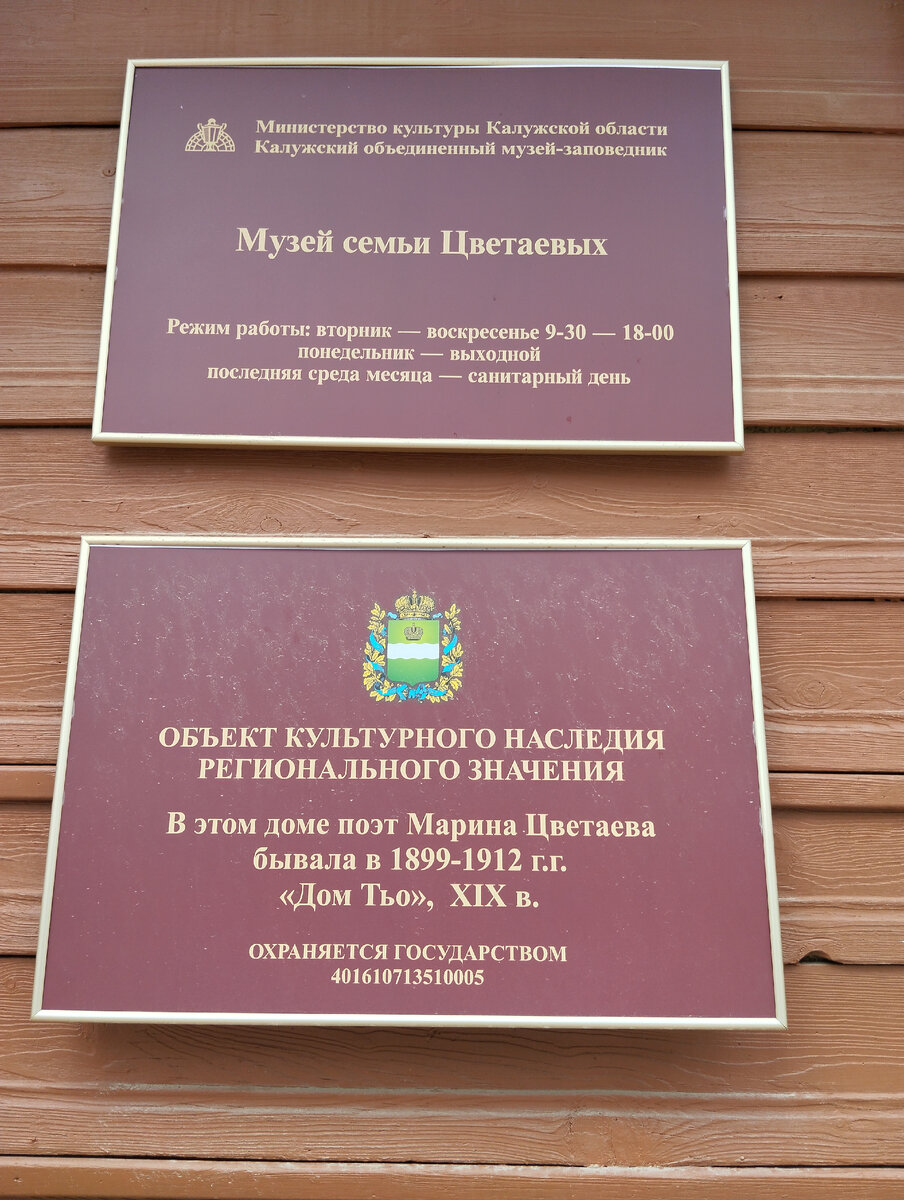 Министерство культуры Калужской области
Калужский объединенный музей-заповедник
Музей семьи Цветаевых
Режим работы: вторник — воскресенье 9-30 — 18-00
понедельник — выходной
последняя среда месяца — санитарный день
ОБЪЕКТ КУЛЬТУРНОГО НАСЛЕДИЯ
РЕГИОНАЛЬНОГО ЗНАЧЕНИЯ
В этом доме поэт Марина Цветаева
бывала в 1899-1912 г.г.
«Дом Тьо», XIX в.
ОХРАНЯЕТСЯ ГОСУДАРСТВОМ
401610713510005